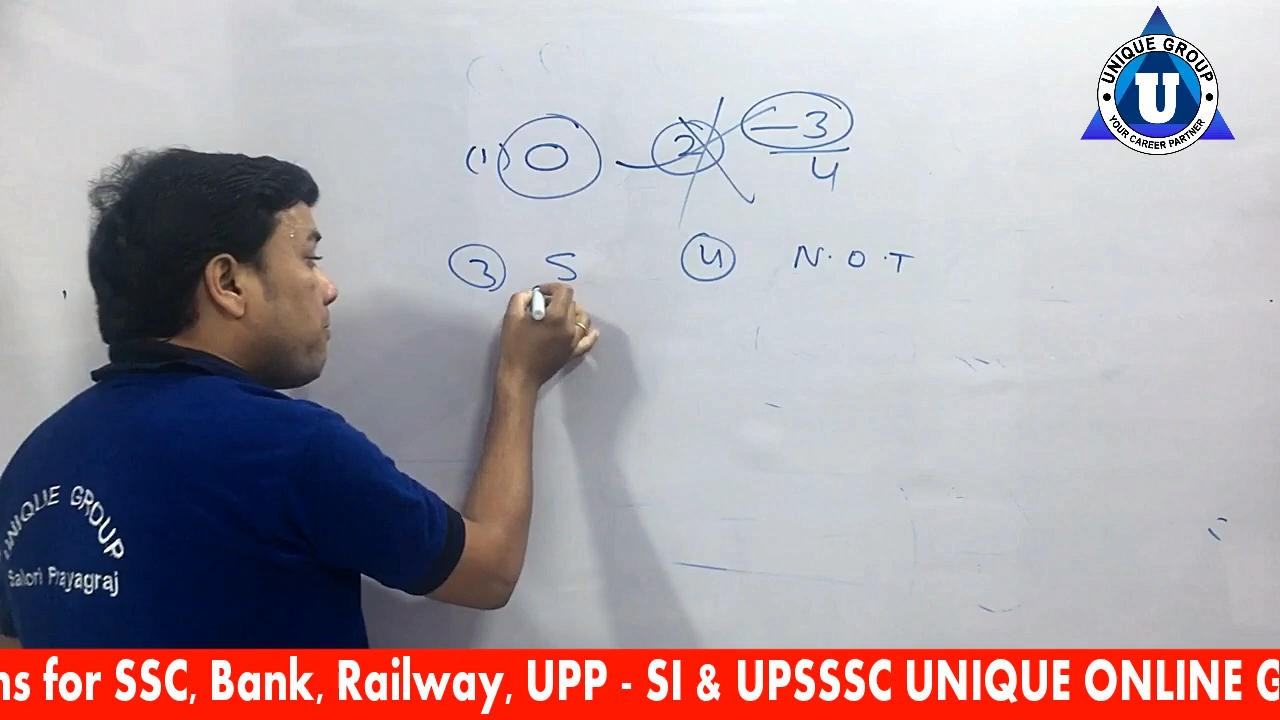 UNIQUE GROUP
U
YOUR CAREER PARTNER
(1) 0 - 2 -3
4
3 5 4 N.O.T
UNIQUE GROUP
Sallori Prayagraj
ns for SSC, Bank, Railway, UPP - SI & UPSSSC UNIQUE ONLINE G